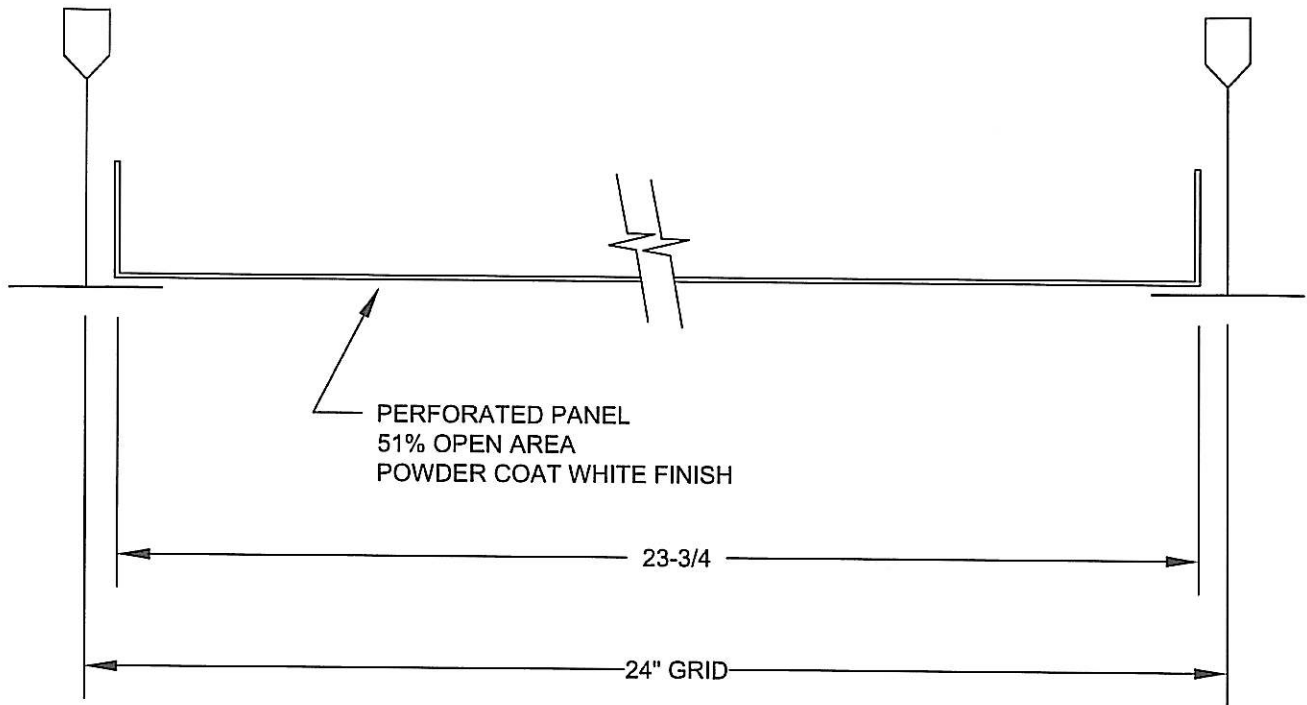 PERFORATED PANEL
51% OPEN AREA
POWDER COAT WHITE FINISH
23-3/4
24" GRID